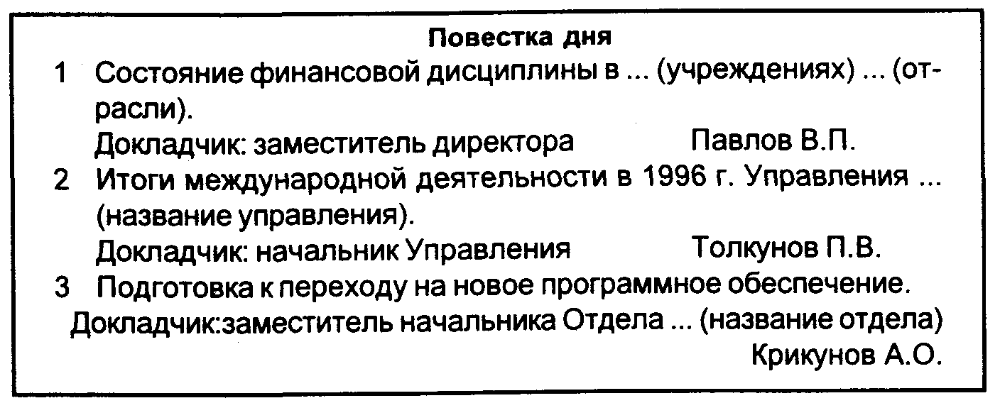 Повестка дня
1 Состояние финансовой дисциплины в ... (учреждениях) ... (от-
расли).
Докладчик: заместитель директора Павлов В.П.
2 Итоги международной деятельности в 1996 г. Управления ...
(название управления).
Докладчик: начальник Управления Толкунов П.В.
3 Подготовка к переходу на новое программное обеспечение.
Докладчик:заместитель начальника Отдела ... (название отдела)
Крикунов А.О.